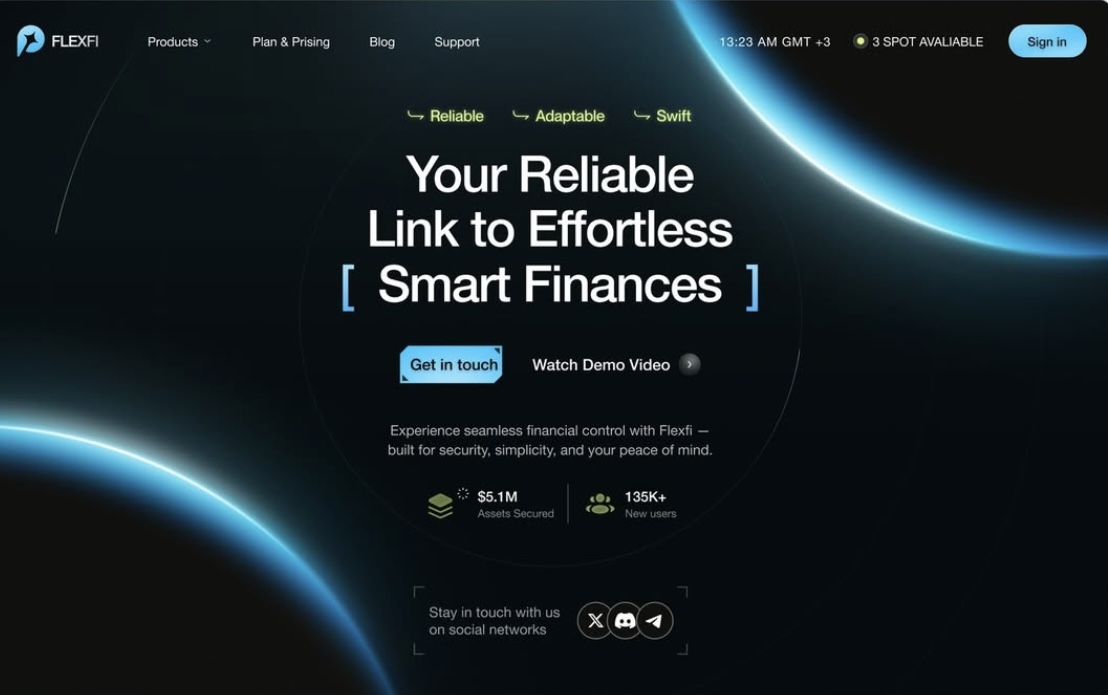 FLEXFI
Products
Plan & Prising
Blog
Support
13:23 AM GMT +3
3 SPOT AVALIABLE
Sign in
Reliable
Adaptable
Swift
Your Reliable
Link to Effortless
[ Smart Finances ]
Get in touch
Watch Demo Video
Experience seamless financial control with Flexfi —
built for security, simplicity, and your peace of mind.
$5.1M
Assets Secured
135K+
New users
Stay in touch with us
on social networks